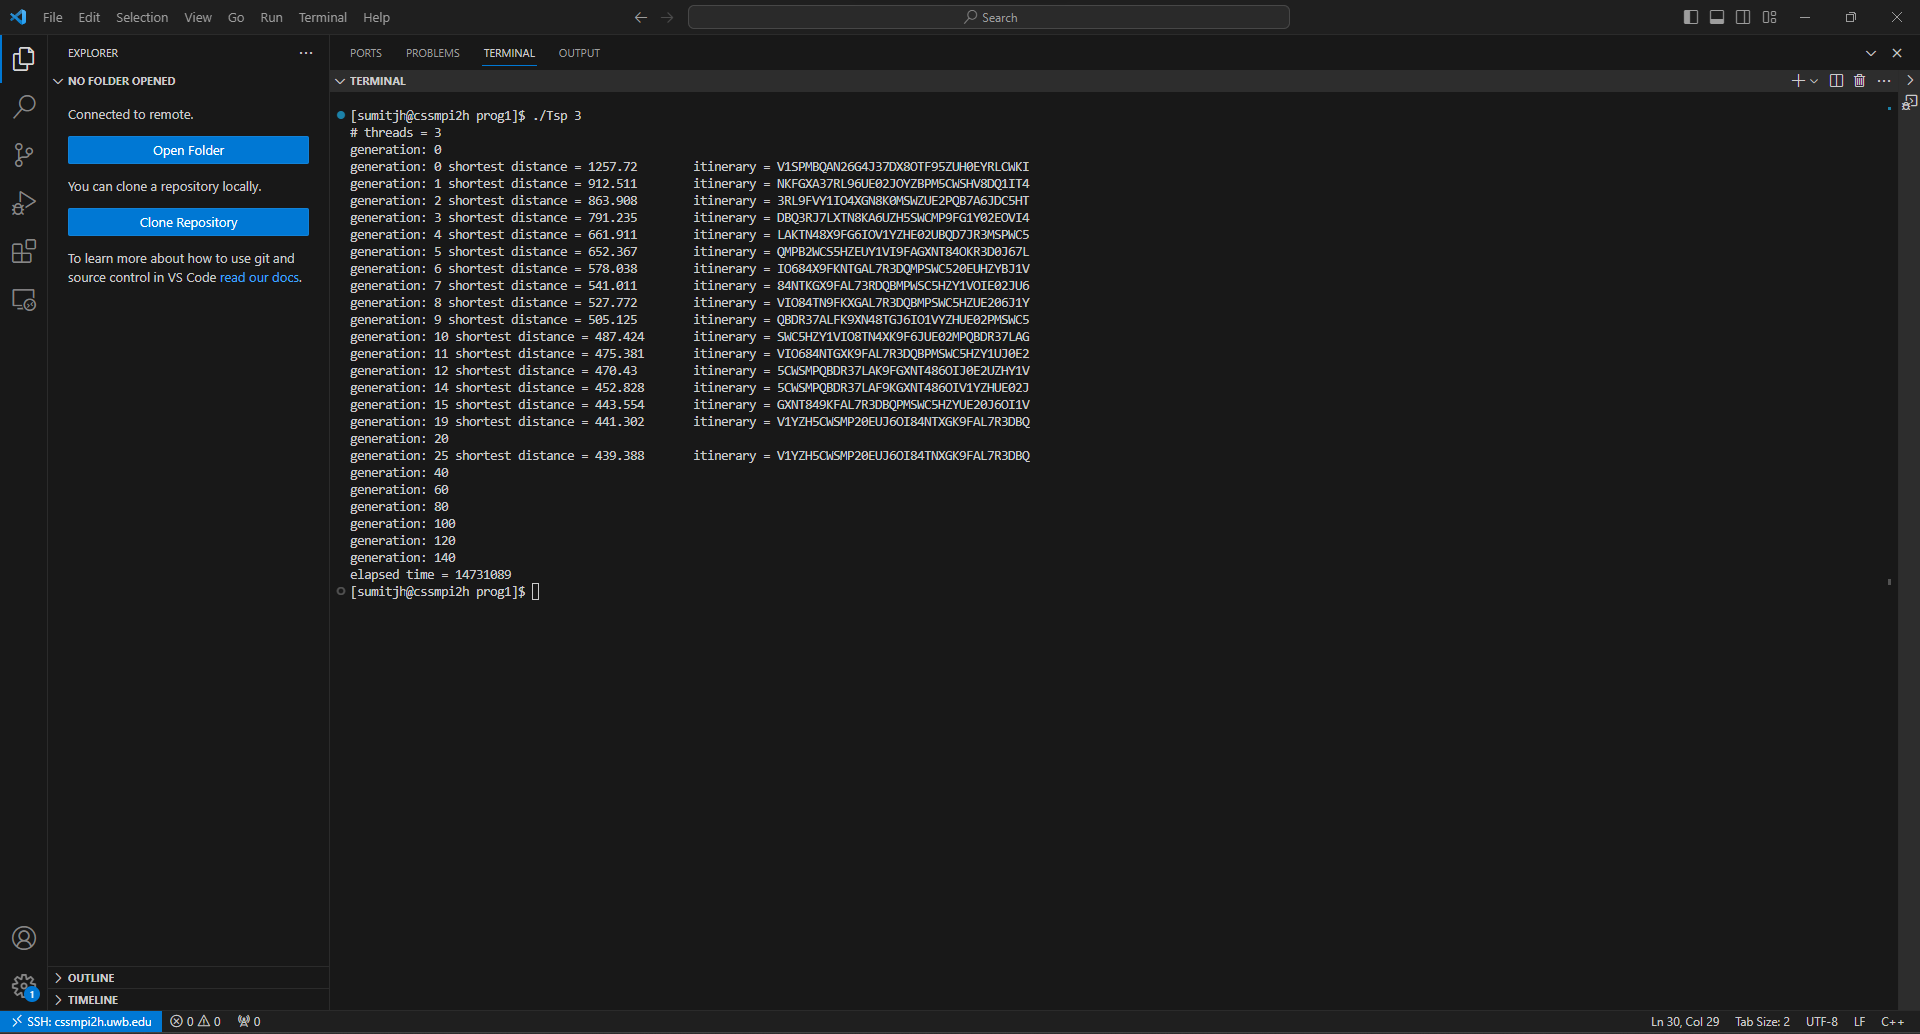 File Edit Selection View Go Run Terminal Help
Search
EXPLORER
NO FOLDER OPENED
Connected to remote.
Open Folder
You can clone a repository locally.
Clone Repository
To learn more about how to use git and
source control in VS Code read our docs.
OUTLINE
TIMELINE
PORTS PROBLEMS TERMINAL OUTPUT
TERMINAL
[sumitjh@cssmpi2h prog1]$ ./Tsp 3
# threads = 3
generation: 0
generation: 0 shortest distance = 1257.72 itinerary = V1SPMBQAN26G4J37DX8OTF95ZUH0EYRLCWKI
generation: 1 shortest distance = 912.511 itinerary = NKFGXA37RL96UE02JOYZBPM5CWSHV8DQ1IT4
generation: 2 shortest distance = 863.908 itinerary = 3RL9FVY1IO4XGN8K0MSWZUE2PQB7A6JDC5HT
generation: 3 shortest distance = 791.235 itinerary = DBQ3RJ7LXTN8KA6UZH5SWCMP9FG1Y02EOVI4
generation: 4 shortest distance = 661.911 itinerary = LAKTN48X9FG6IOV1YZHE02UBQD7JR3MSPWC5
generation: 5 shortest distance = 652.367 itinerary = QMPB2WCS5HZEUY1VI9FAGXNT84OKR3D0J67L
generation: 6 shortest distance = 578.038 itinerary = IO684X9FKNTGAL7R3DQMPSWC520EUHZYBJ1V
generation: 7 shortest distance = 541.011 itinerary = 84NTKGX9FAL73RDQBMPWSC5HZY1VOIE02JU6
generation: 8 shortest distance = 527.772 itinerary = VIO84TN9FKXGAL7R3DQBMPSWC5HZUE206J1Y
generation: 9 shortest distance = 505.125 itinerary = QBDR37ALFK9XN48TGJ6IO1VYZHUE02PMSWC5
generation: 10 shortest distance = 487.424 itinerary = SWC5HZY1VIO8TN4XK9F6JUE02MPQBDR37LAG
generation: 11 shortest distance = 475.381 itinerary = VIO684NTGXK9FAL7R3DQBPMSWC5HZY1UJ0E2
generation: 12 shortest distance = 470.43 itinerary = 5CWSMPQBDR37LAK9FGXNT486OIJ0E2UZHY1V
generation: 14 shortest distance = 452.828 itinerary = 5CWSMPQBDR37LAF9KGXNT486OIV1YZHUE02J
generation: 15 shortest distance = 443.554 itinerary = GXNT849KFAL7R3DBQPMSWC5HZYUE20J6OI1V
generation: 19 shortest distance = 441.302 itinerary = V1YZH5CWSMP20EUJ6OI84NTXGK9FAL7R3DBQ
generation: 20
generation: 25 shortest distance = 439.388 itinerary = V1YZH5CWSMP20EUJ6OI84TNXGK9FAL7R3DBQ
generation: 40
generation: 60
generation: 80
generation: 100
generation: 120
generation: 140
elapsed time = 14731089
[sumitjh@cssmpi2h prog1]$
1
SSH: cssmpi2h.uwb.edu 0 0 0 Ln 30, Col 29 Tab Size: 2 UTF-8 LF C++